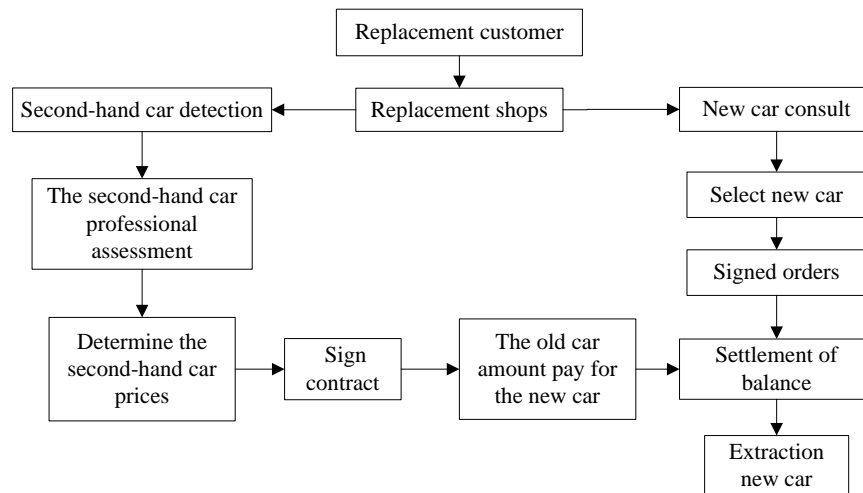 Replacement customer
Second-hand car detection
Replacement shops
New car consult
The second-hand car
professional
assessment
Select new car
Signed orders
Determine the
second-hand car
prices
Sign
contract
The old car
amount pay for
the new car
Settlement of
balance
Extraction
new car